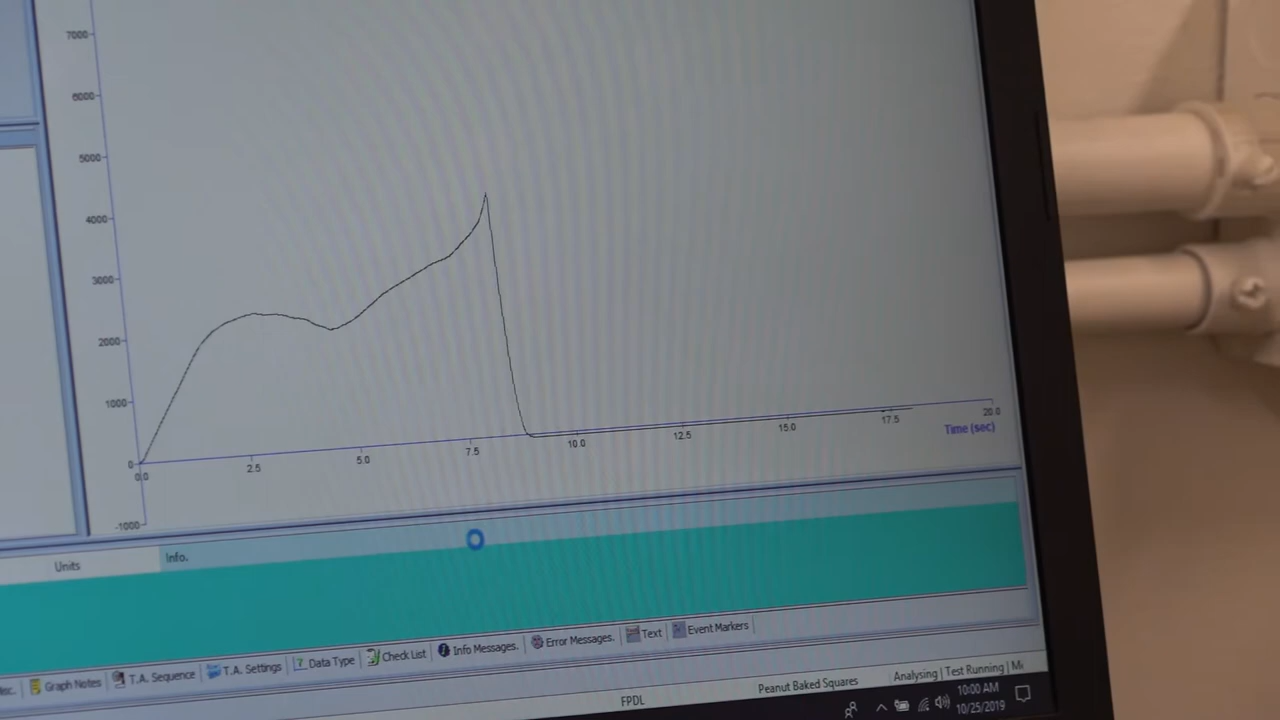 7000
6000
5000
4000
3000
2000
1000
0
-1000
0.0 2.5 5.0 7.5 10.0 12.5 15.0 17.5 20.0
Time (sec)
Units Info.
Graph Notes T.A. Sequence T.A. Settings Data Type Check List Info Messages. Error Messages. Text Event Markers
FPDL Peanut Baked Squares Analysing | Test Running |
10:00 AM
10/25/2019